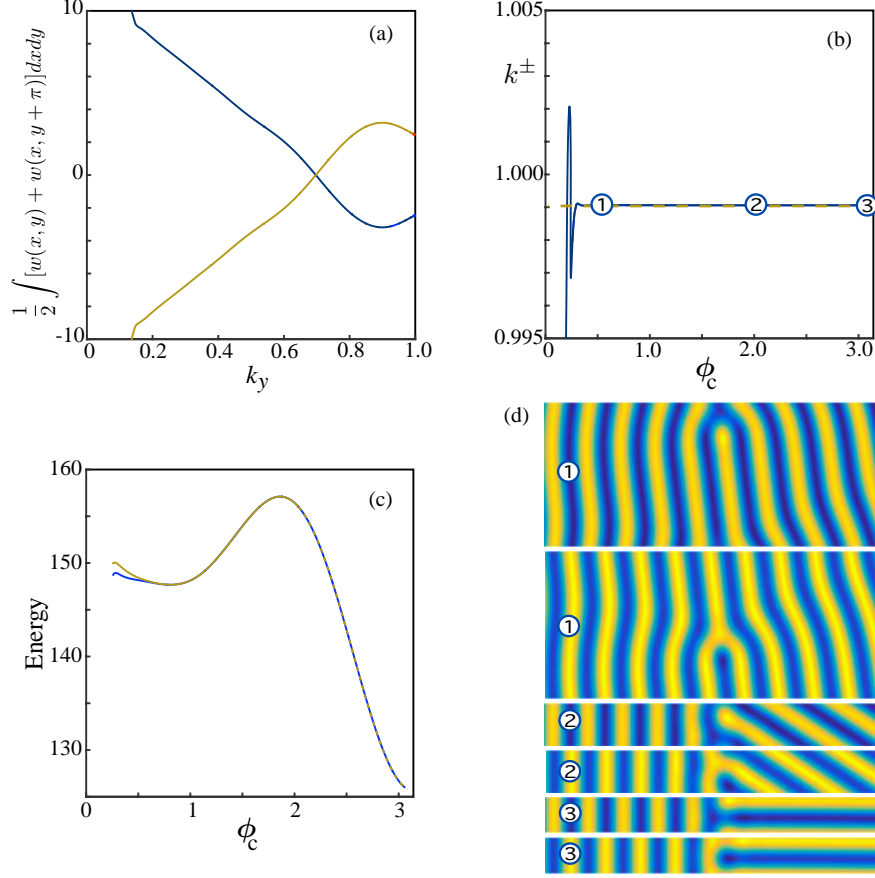 10
0
-10
1/2 ∫ [w(x, y) + w(x, y + π)]dxdy
(a)
0 0.2 0.4 0.6 0.8 1.0
k_y
1.005
k^±
1.000
0.995
(b)
1 2 3
0 1.0 2.0 3.0
ϕ_c
160
150
140
130
Energy
(c)
0 1 2 3
ϕ_c
(d)
1
1
2
2
3
3